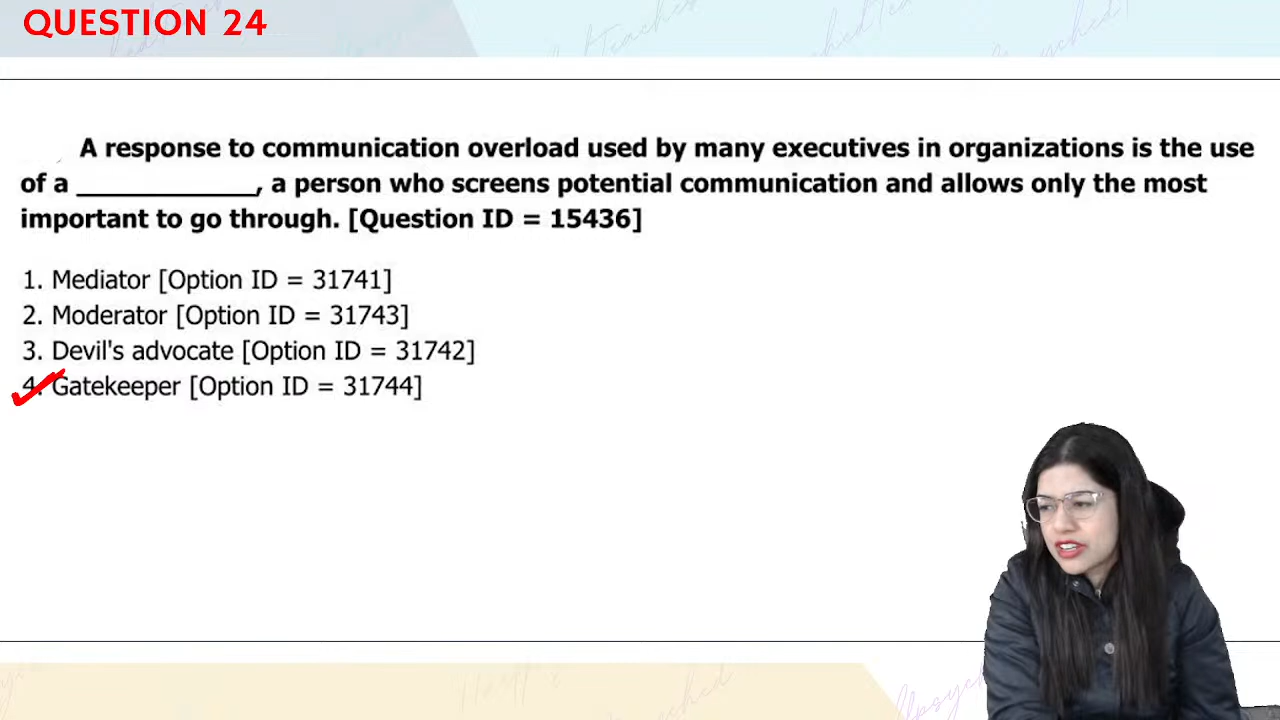 QUESTION 24
A response to communication overload used by many executives in organizations is the use
of a ____________, a person who screens potential communication and allows only the most
important to go through. [Question ID = 15436]
1. Mediator [Option ID = 31741]
2. Moderator [Option ID = 31743]
3. Devil's advocate [Option ID = 31742]
4. Gatekeeper [Option ID = 31744]